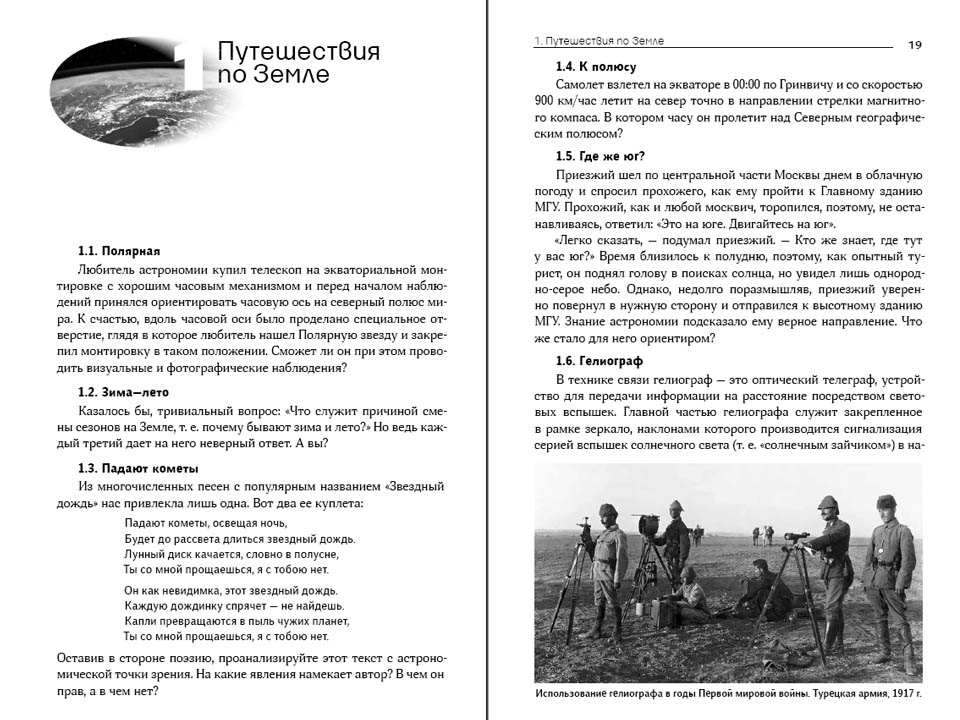 1
Путешествия
по Земле
1.1. Полярная
Любитель астрономии купил телескоп на экваториальной мон-
тировке с хорошим часовым механизмом и перед началом наблю-
дений принялся ориентировать часовую ось на северный полюс ми-
ра. К счастью, вдоль часовой оси было проделано специальное от-
верстие, глядя в которое любитель нашел Полярную звезду и закре-
пил монтировку в таком положении. Сможет ли он при этом прово-
дить визуальные и фотографические наблюдения?
1.2. Зима—лето
Казалось бы, тривиальный вопрос: «Что служит причиной сме-
ны сезонов на Земле, т. е. почему бывают зима и лето?» Но ведь каж-
дый третий дает на него неверный ответ. А вы?
1.3. Падают кометы
Из многочисленных песен с популярным названием «Звездный
дождь» нас привлекла лишь одна. Вот два ее куплета:
Падают кометы, освещая ночь,
Будет до рассвета длиться звездный дождь.
Лунный диск качается, словно в полусне,
Ты со мной прощаешься, я с тобою нет.
Он как невидимка, этот звездный дождь.
Каждую дождинку спрячет — не найдешь.
Капли превращаются в пыль чужих планет,
Ты со мной прощаешься, я с тобою нет.
Оставив в стороне поэзию, проанализируйте этот текст с астроно-
мической точки зрения. На какие явления намекает автор? В чем он
прав, а в чем нет?
1. Путешествия по Земле 19
1.4. К полюсу
Самолет взлетел на экваторе в 00:00 по Гринвичу и со скоростью
900 км/час летит на север точно в направлении стрелки магнитно-
го компаса. В котором часу он пролетит над Северным географиче-
ским полюсом?
1.5. Где же юг?
Приезжий шел по центральной части Москвы днем в облачную
погоду и спросил прохожего, как ему пройти к Главному зданию
МГУ. Прохожий, как и любой москвич, торопился, поэтому, не оста-
навливаясь, ответил: «Это на юге. Двигайтесь на юг».
«Легко сказать, — подумал приезжий. — Кто же знает, где тут
у вас юг?» Время близилось к полудню, поэтому, как опытный ту-
рист, он поднял голову в поисках солнца, но увидел лишь однород-
но-серое небо. Однако, недолго поразмышляв, приезжий уверен-
но повернул в нужную сторону и отправился к высотному зданию
МГУ. Знание астрономии подсказало ему верное направление. Что
же стало для него ориентиром?
1.6. Гелиограф
В технике связи гелиограф — это оптический телеграф, устрой-
ство для передачи информации на расстояние посредством свето-
вых вспышек. Главной частью гелиографа служит закрепленное
в рамке зеркало, наклонами которого производится сигнализация
серией вспышек солнечного света (т. е. «солнечным зайчиком») в на-
Использование гелиографа в годы Первой мировой войны. Турецкая армия, 1917 г.